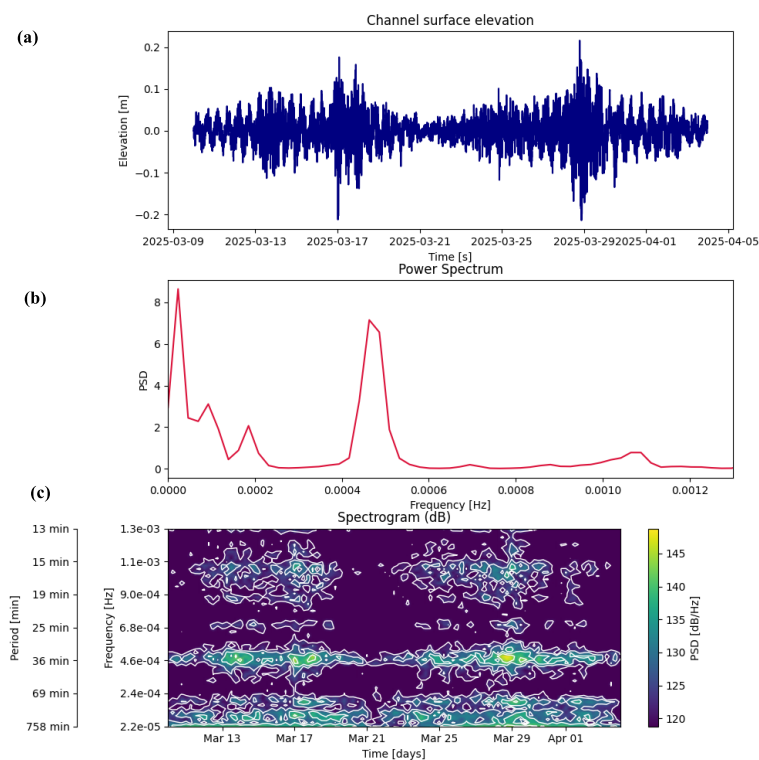 (a)
Channel surface elevation
Elevation [m]
0.2
0.1
0.0
−0.1
−0.2
2025-03-09 2025-03-13 2025-03-17 2025-03-21 2025-03-25 2025-03-29 2025-04-01 2025-04-05
Time [s]
(b)
Power Spectrum
PSD
8
6
4
2
0
0.0000 0.0002 0.0004 0.0006 0.0008 0.0010 0.0012
Frequency [Hz]
(c)
Spectrogram (dB)
Period [min]
13 min
15 min
19 min
25 min
36 min
69 min
758 min
Frequency [Hz]
1.3e-03
1.1e-03
9.0e-04
6.8e-04
4.6e-04
2.4e-04
2.2e-05
Mar 13 Mar 17 Mar 21 Mar 25 Mar 29 Apr 01
Time [days]
145
140
135
130
125
120
PSD [dB/Hz]